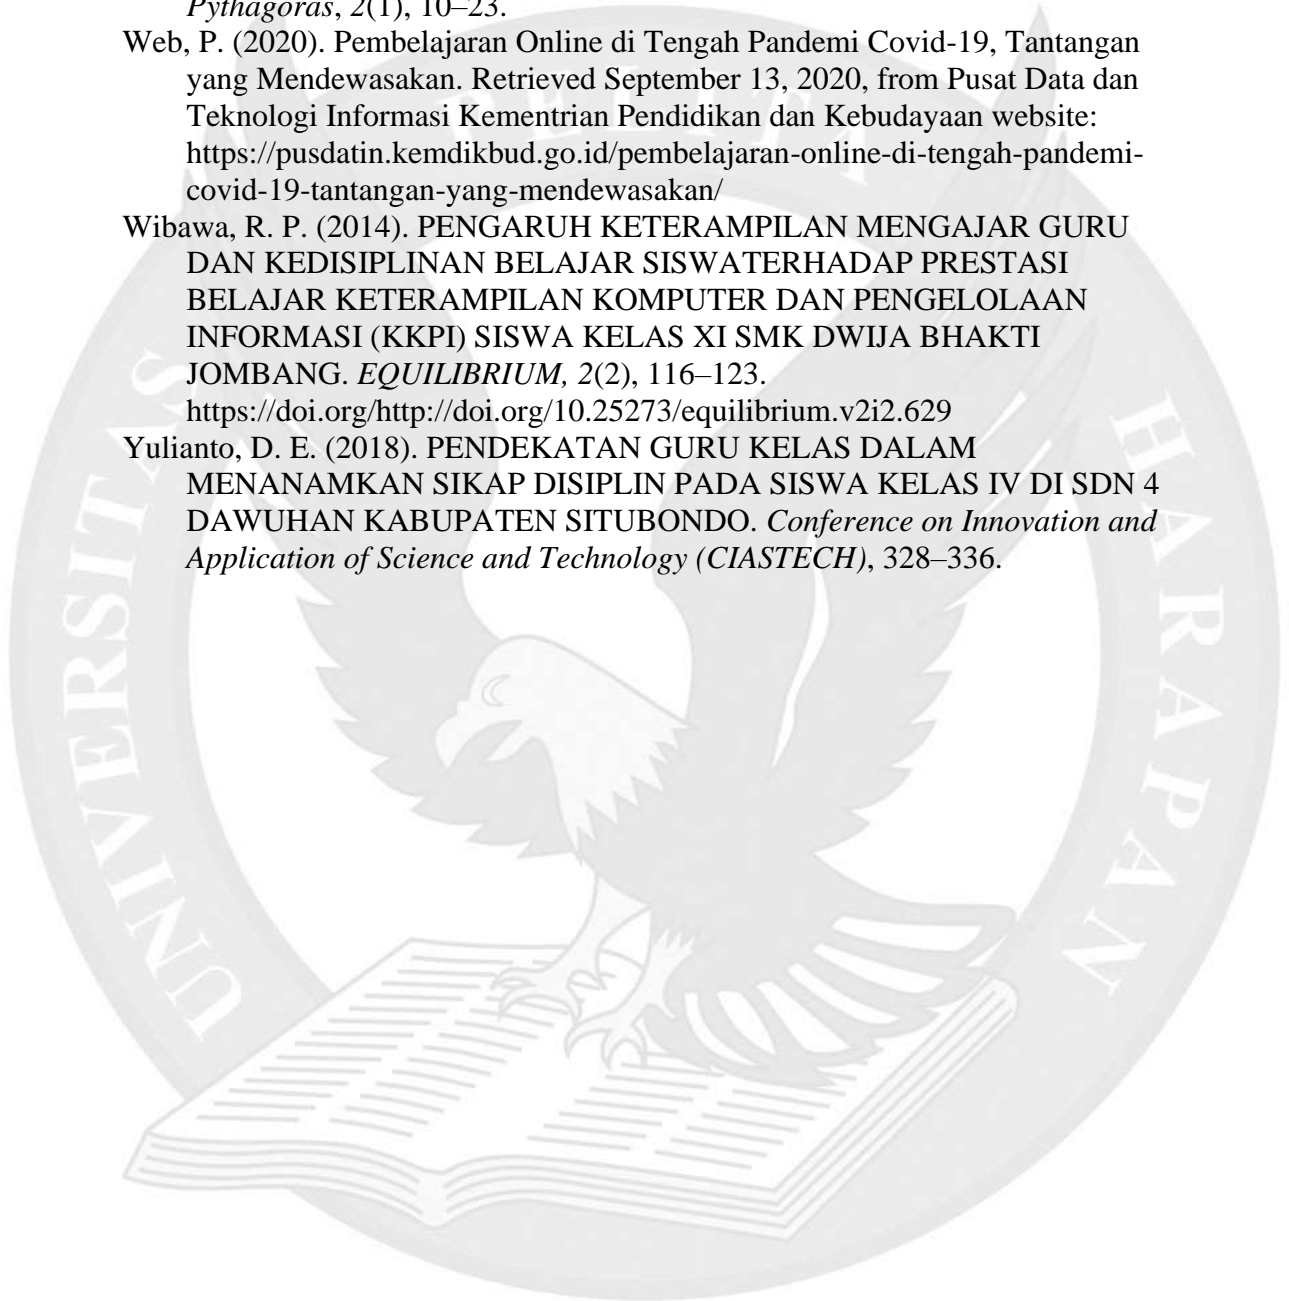 Pythagoras, 2(1), 10–23.
Web, P. (2020). Pembelajaran Online di Tengah Pandemi Covid-19, Tantangan
yang Mendewasakan. Retrieved September 13, 2020, from Pusat Data dan
Teknologi Informasi Kementrian Pendidikan dan Kebudayaan website:
https://pusdatin.kemdikbud.go.id/pembelajaran-online-di-tengah-pandemi-
covid-19-tantangan-yang-mendewasakan/
Wibawa, R. P. (2014). PENGARUH KETERAMPILAN MENGAJAR GURU
DAN KEDISIPLINAN BELAJAR SISWATERHADAP PRESTASI
BELAJAR KETERAMPILAN KOMPUTER DAN PENGELOLAAN
INFORMASI (KKPI) SISWA KELAS XI SMK DWIJA BHAKTI
JOMBANG. EQUILIBRIUM, 2(2), 116–123.
https://doi.org/http://doi.org/10.25273/equilibrium.v2i2.629
Yulianto, D. E. (2018). PENDEKATAN GURU KELAS DALAM
MENANAMKAN SIKAP DISIPLIN PADA SISWA KELAS IV DI SDN 4
DAWUHAN KABUPATEN SITUBONDO. Conference on Innovation and
Application of Science and Technology (CIASTECH), 328–336.
UNIVERSITAS PELITA HARAPAN